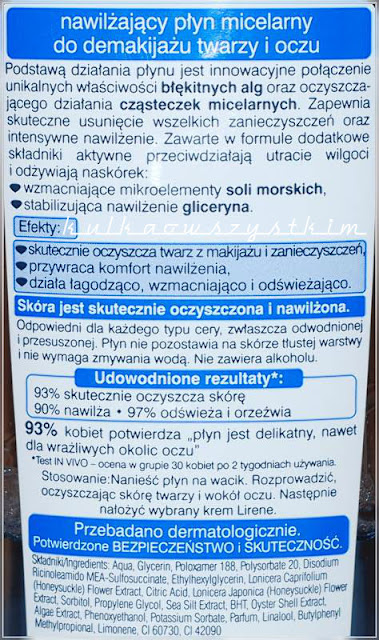 nawilżający płyn micelarny
do demakijażu twarzy i oczu
Podstawą działania płynu jest innowacyjne połączenie
unikalnych właściwości błękitnych alg oraz oczyszcza-
jącego działania cząsteczek micelarnych. Zapewnia
skuteczne usunięcie wszelkich zanieczyszczeń oraz
intensywne nawilżenie. Zawarte w formule dodatkowe
składniki aktywne przeciwdziałają utracie wilgoci
i odżywiają naskórek:
wzmacniające mikroelementy soli morskich,
stabilizująca nawilżenie gliceryna.
kulkaowszystkim
Efekty:
skutecznie oczyszcza twarz z makijażu i zanieczyszczeń,
przywraca komfort nawilżenia,
działa łagodząco, wzmacniająco i odświeżająco.
Skóra jest skutecznie oczyszczona i nawilżona.
Odpowiedni dla każdego typu cery, zwłaszcza odwodnionej
i przesuszonej. Płyn nie pozostawia na skórze tłustej warstwy
i nie wymaga zmywania wodą. Nie zawiera alkoholu.
Udowodnione rezultaty*:
93% skutecznie oczyszcza skórę
90% nawilża • 97% odświeża i orzeźwia
93% kobiet potwierdza „płyn jest delikatny, nawet
dla wrażliwych okolic oczu”
*Test IN VIVO – ocena w grupie 30 kobiet po 2 tygodniach używania.
Stosowanie: Nanieść płyn na wacik. Rozprowadzić,
oczyszczając skórę twarzy i wokół oczu. Następnie
nałożyć wybrany krem Lirene.
Przebadano dermatologicznie.
Potwierdzone BEZPIECZEŃSTWO i SKUTECZNOŚĆ.
Składniki/Ingredients: Aqua, Glycerin, Poloxamer 188, Polysorbate 20, Disodium
Ricinoleamido MEA-Sulfosuccinate, Ethylhexylglycerin, Lonicera Caprifolium
(Honeysuckle) Flower Extract, Citric Acid, Lonicera Japonica (Honeysuckle) Flower
Extract, Sorbitol, Propylene Glycol, Sea Silt Extract, BHT, Oyster Shell Extract,
Algae Extract, Phenoxyethanol, Potassium Sorbate, Parfum, Linalool, Butylphenyl
Methylpropional, Limonene, CI 60730, CI 42090